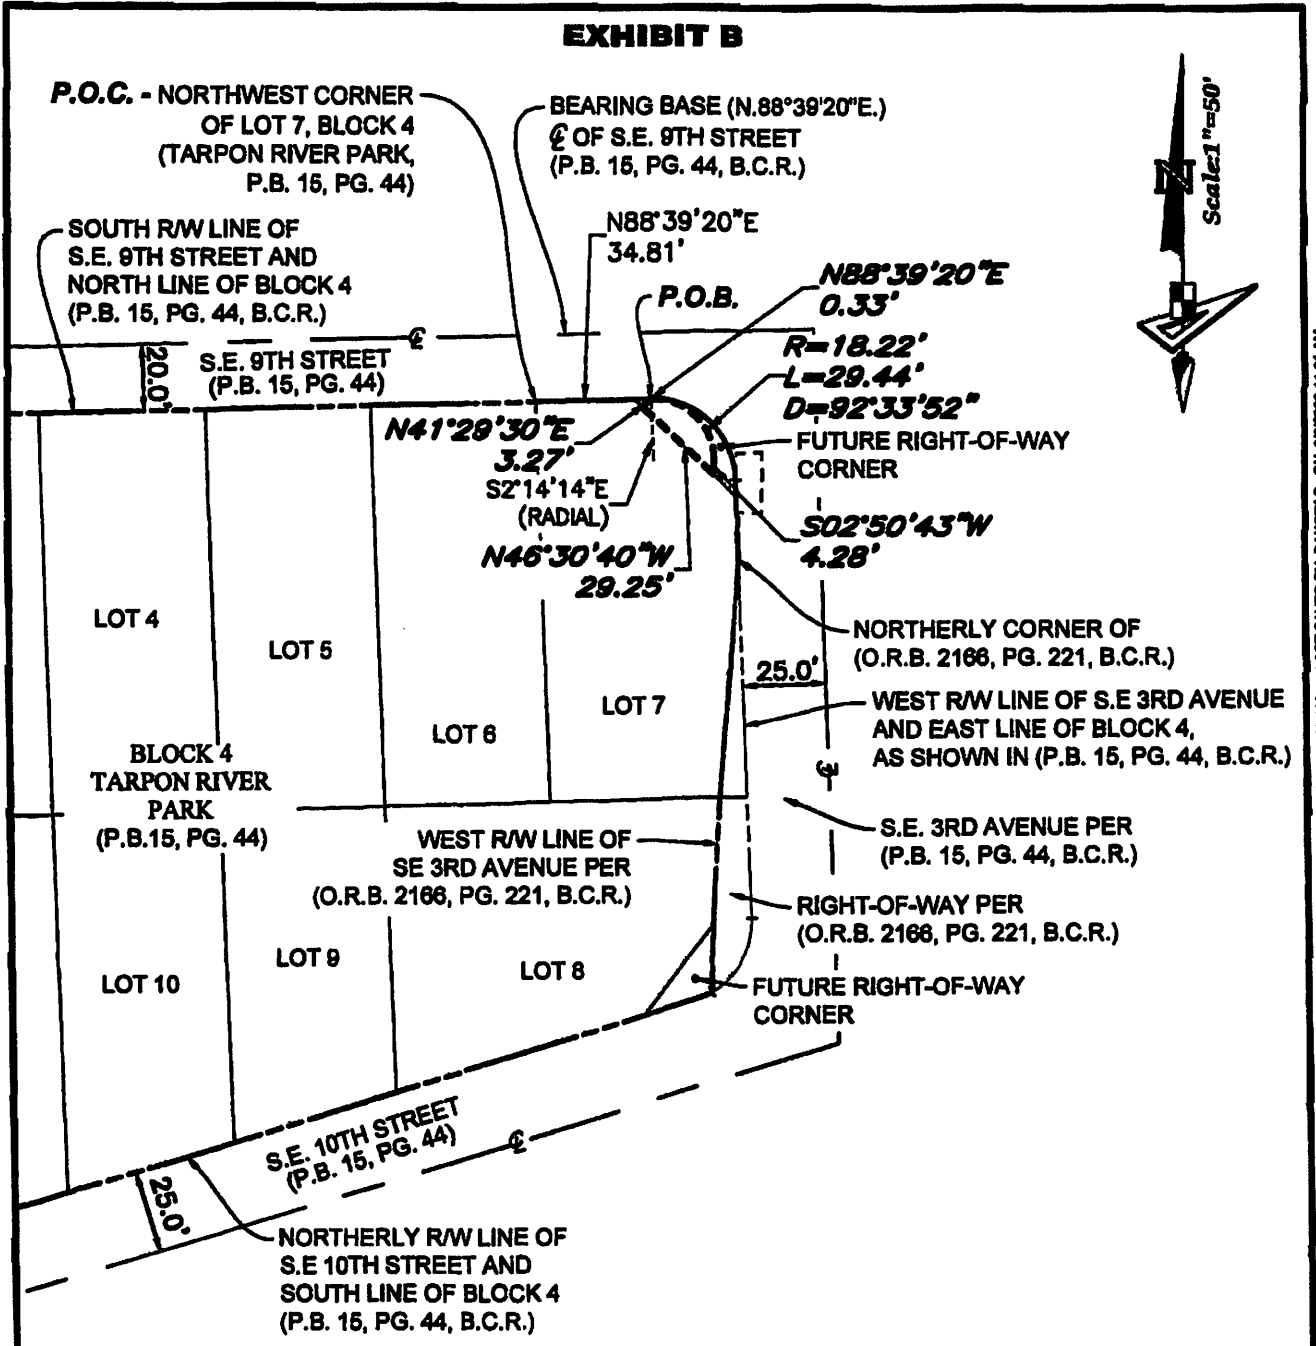 EXHIBIT B
P.O.C. - NORTHWEST CORNER
OF LOT 7, BLOCK 4
(TARPON RIVER PARK,
P.B. 15, PG. 44)
BEARING BASE (N.88°39'20"E.)
℄ OF S.E. 9TH STREET
(P.B. 15, PG. 44, B.C.R.)
N
Scale:1"=50'
SOUTH R/W LINE OF
S.E. 9TH STREET AND
NORTH LINE OF BLOCK 4
(P.B. 15, PG. 44, B.C.R.)
N88°39'20"E
34.81'
P.O.B.
N88°39'20"E
0.33'
℄
S.E. 9TH STREET
(P.B. 15, PG. 44)
20.0'
R=18.22'
L=29.44'
D=92°33'52"
FUTURE RIGHT-OF-WAY
CORNER
N41°29'30"E
3.27'
S2°14'14"E
(RADIAL)
N46°30'40"W
29.25'
S02°50'43"W
4.28'
LOT 4
LOT 5
LOT 6
LOT 7
NORTHERLY CORNER OF
(O.R.B. 2166, PG. 221, B.C.R.)
25.0'
WEST R/W LINE OF S.E 3RD AVENUE
AND EAST LINE OF BLOCK 4,
AS SHOWN IN (P.B. 15, PG. 44, B.C.R.)
℄
BLOCK 4
TARPON RIVER
PARK
(P.B.15, PG. 44)
WEST R/W LINE OF
SE 3RD AVENUE PER
(O.R.B. 2166, PG. 221, B.C.R.)
S.E. 3RD AVENUE PER
(P.B. 15, PG. 44, B.C.R.)
RIGHT-OF-WAY PER
(O.R.B. 2166, PG. 221, B.C.R.)
LOT 10
LOT 9
LOT 8
FUTURE RIGHT-OF-WAY
CORNER
S.E. 10TH STREET
(P.B. 15, PG. 44)
℄
25.0'
NORTHERLY R/W LINE OF
S.E 10TH STREET AND
SOUTH LINE OF BLOCK 4
(P.B. 15, PG. 44, B.C.R.)